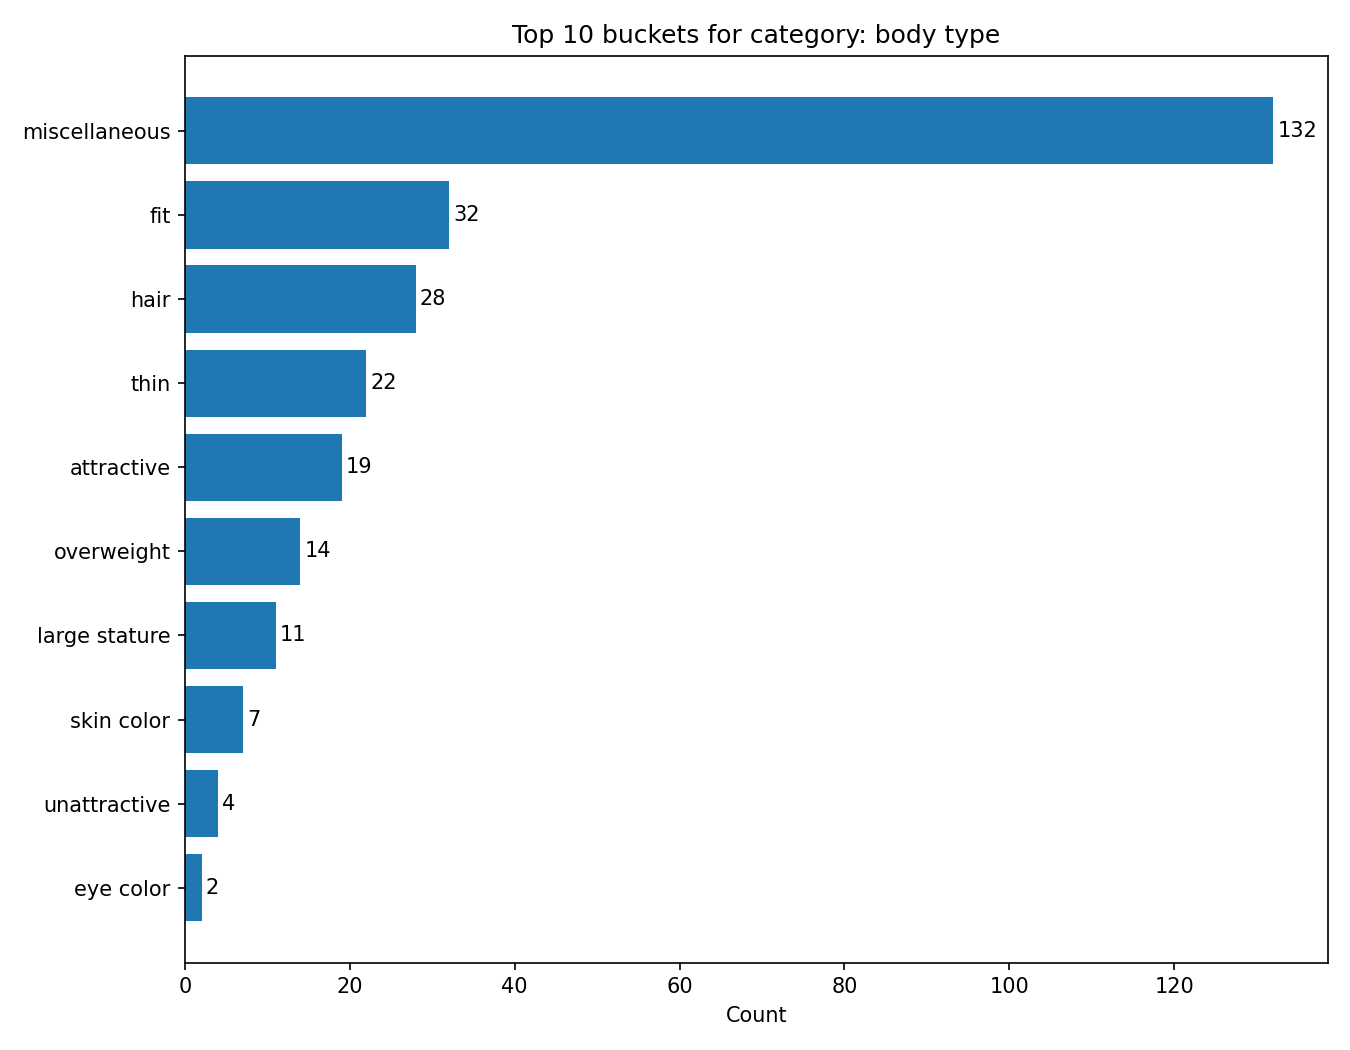 Top 10 buckets for category: body type
miscellaneous 132
fit 32
hair 28
thin 22
attractive 19
overweight 14
large stature 11
skin color 7
unattractive 4
eye color 2
0 20 40 60 80 100 120
Count